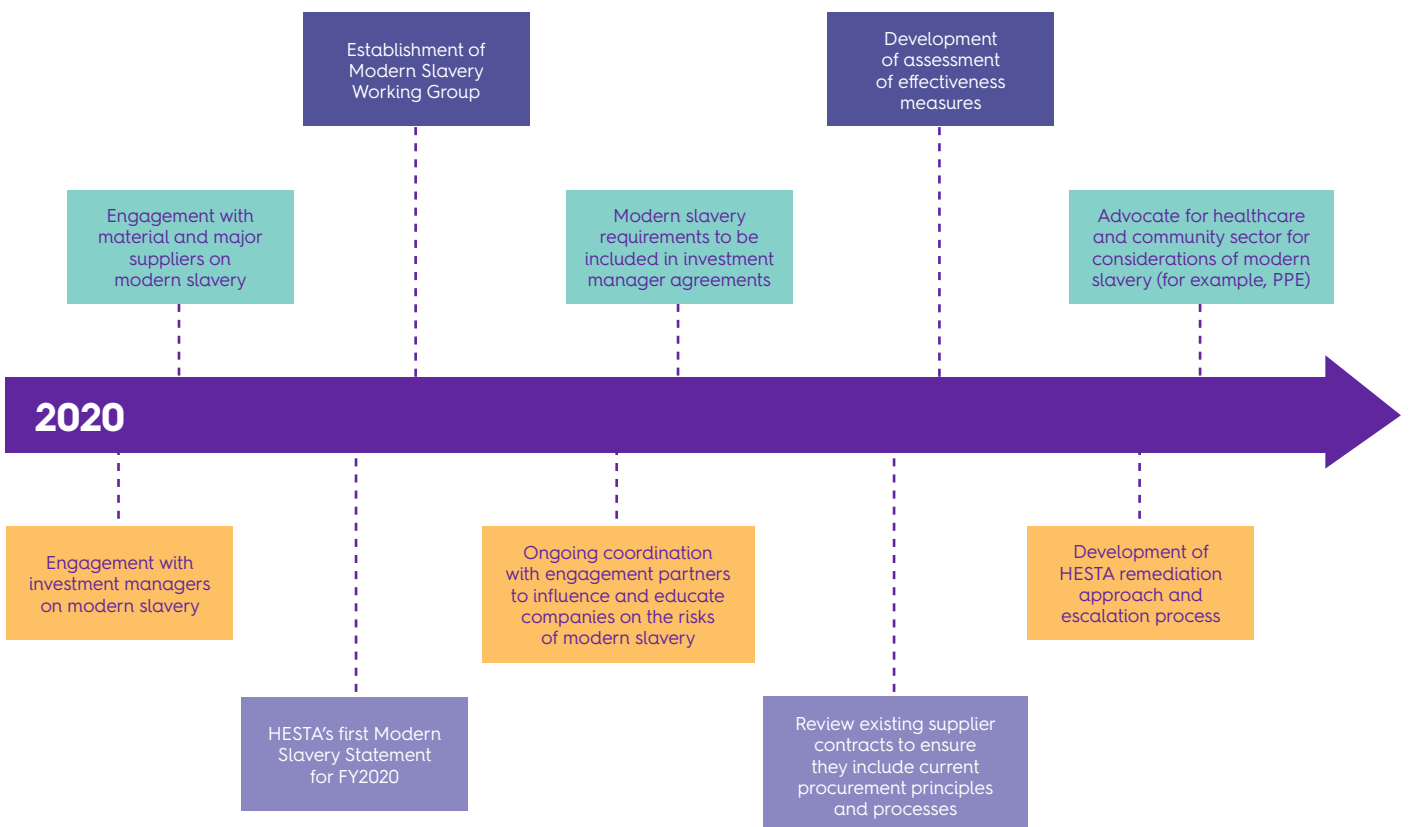 Establishment of
Modern Slavery
Working Group
Development
of assessment
of effectiveness
measures
Engagement with
material and major
suppliers on
modern slavery
Modern slavery
requirements to be
included in investment
manager agreements
Advocate for healthcare
and community sector for
considerations of modern
slavery (for example, PPE)
2020
Engagement with
investment managers
on modern slavery
Ongoing coordination
with engagement partners
to influence and educate
companies on the risks
of modern slavery
Development of
HESTA remediation
approach and
escalation process
HESTA’s first Modern
Slavery Statement
for FY2020
Review existing supplier
contracts to ensure
they include current
procurement principles
and processes